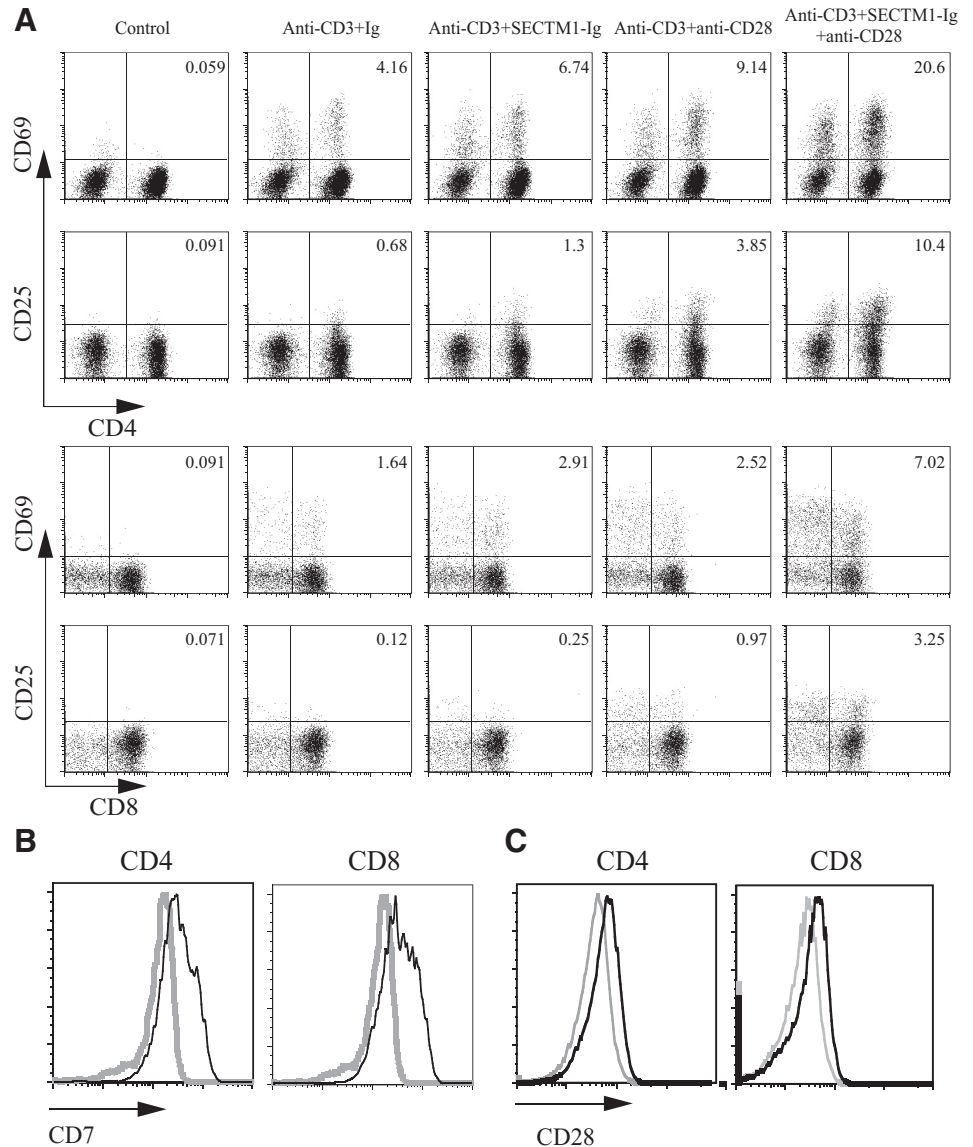 A
Control
Anti-CD3+Ig
Anti-CD3+SECTM1-Ig
Anti-CD3+anti-CD28
Anti-CD3+SECTM1-Ig
+anti-CD28
CD69
0.059
4.16
6.74
9.14
20.6
CD25
0.091
0.68
1.3
3.85
10.4
CD4
CD69
0.091
1.64
2.91
2.52
7.02
CD25
0.071
0.12
0.25
0.97
3.25
CD8
B
CD4
CD8
CD7
C
CD4
CD8
CD28